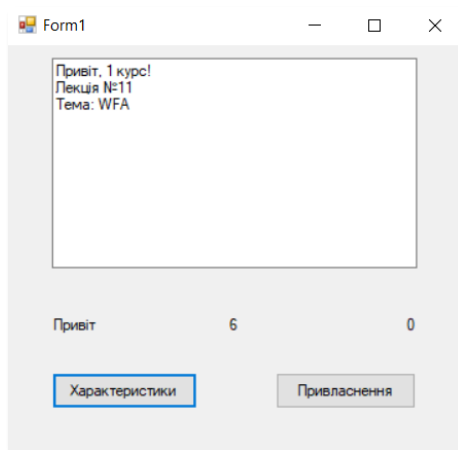 Form1
Привіт, 1 курс!
Лекція №11
Тема: WFA
Привіт 6 0
Характеристики Привласнення